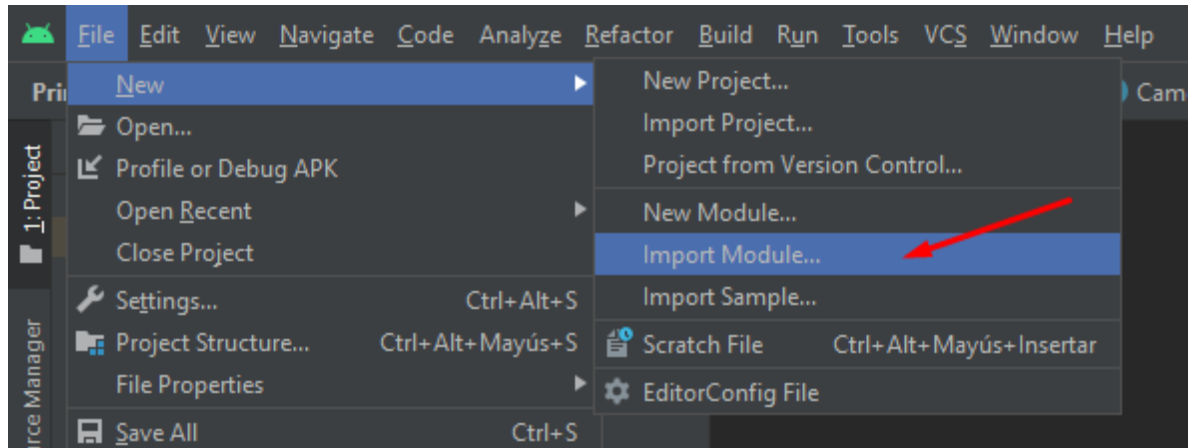 File Edit View Navigate Code Analyze Refactor Build Run Tools VCS Window Help
Pri
New
Open...
Profile or Debug APK
Open Recent
Close Project
Settings... Ctrl+Alt+S
Project Structure... Ctrl+Alt+Mayús+S
File Properties
Save All Ctrl+S
New Project...
Import Project...
Project from Version Control...
New Module...
Import Module...
Import Sample...
Scratch File Ctrl+Alt+Mayús+Insertar
EditorConfig File
Cam
1: Project
rce Manager